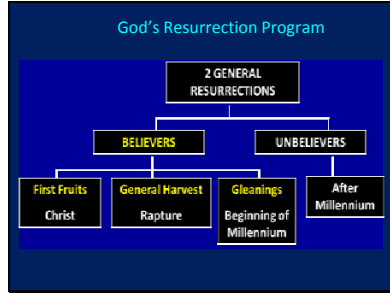 God's Resurrection Program
2 GENERAL
RESURRECTIONS
BELIEVERS
UNBELIEVERS
First Fruits
Christ
General Harvest
Rapture
Gleanings
Beginning of
Millennium
After
Millennium